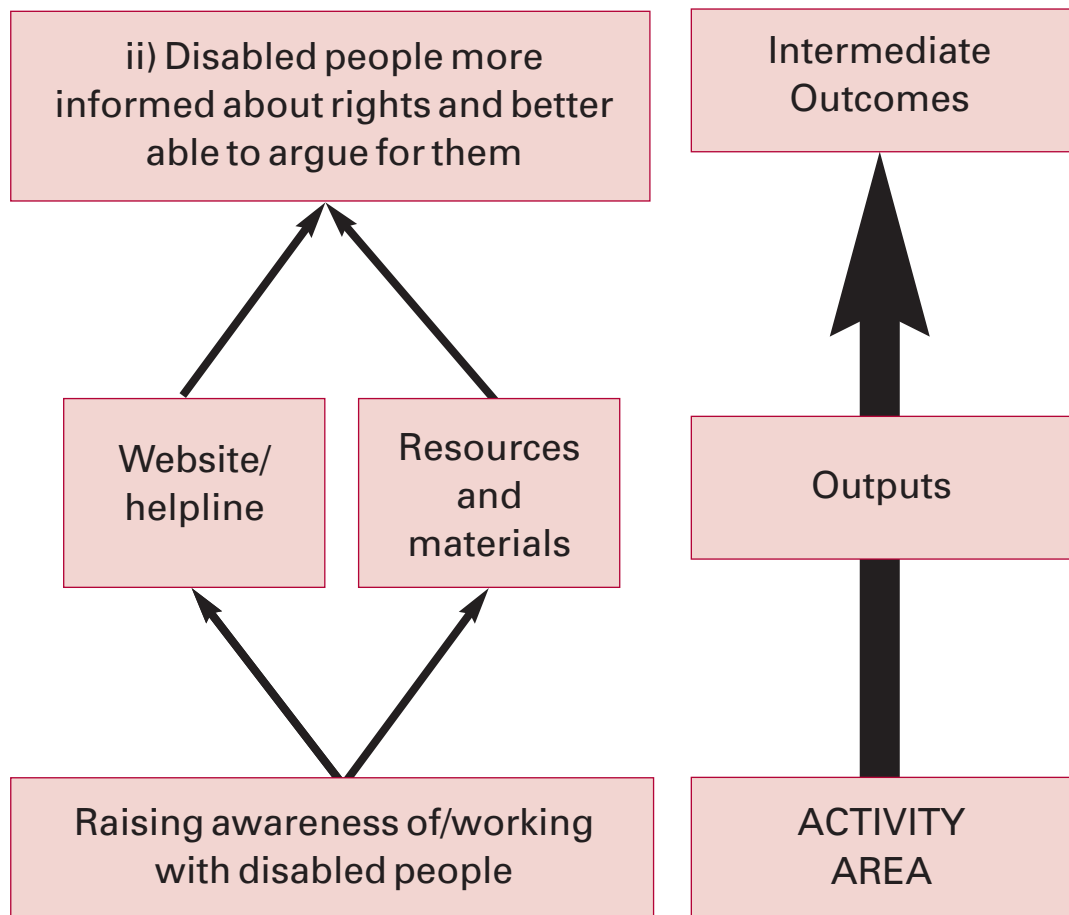 ii) Disabled people more
informed about rights and better
able to argue for them
Intermediate
Outcomes
Website/
helpline
Resources
and
materials
Outputs
Raising awareness of/working
with disabled people
ACTIVITY
AREA